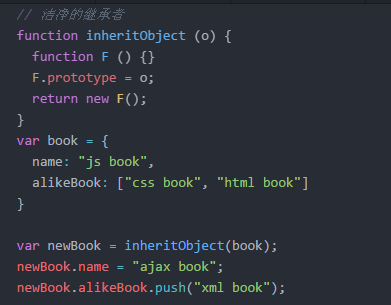 // 洁净的继承者
function inheritObject (o) {
  function F () {}
  F.prototype = o;
  return new F();
}
var book = {
  name: "js book",
  alikeBook: ["css book", "html book"]
}

var newBook = inheritObject(book);
newBook.name = "ajax book";
newBook.alikeBook.push("xml book");